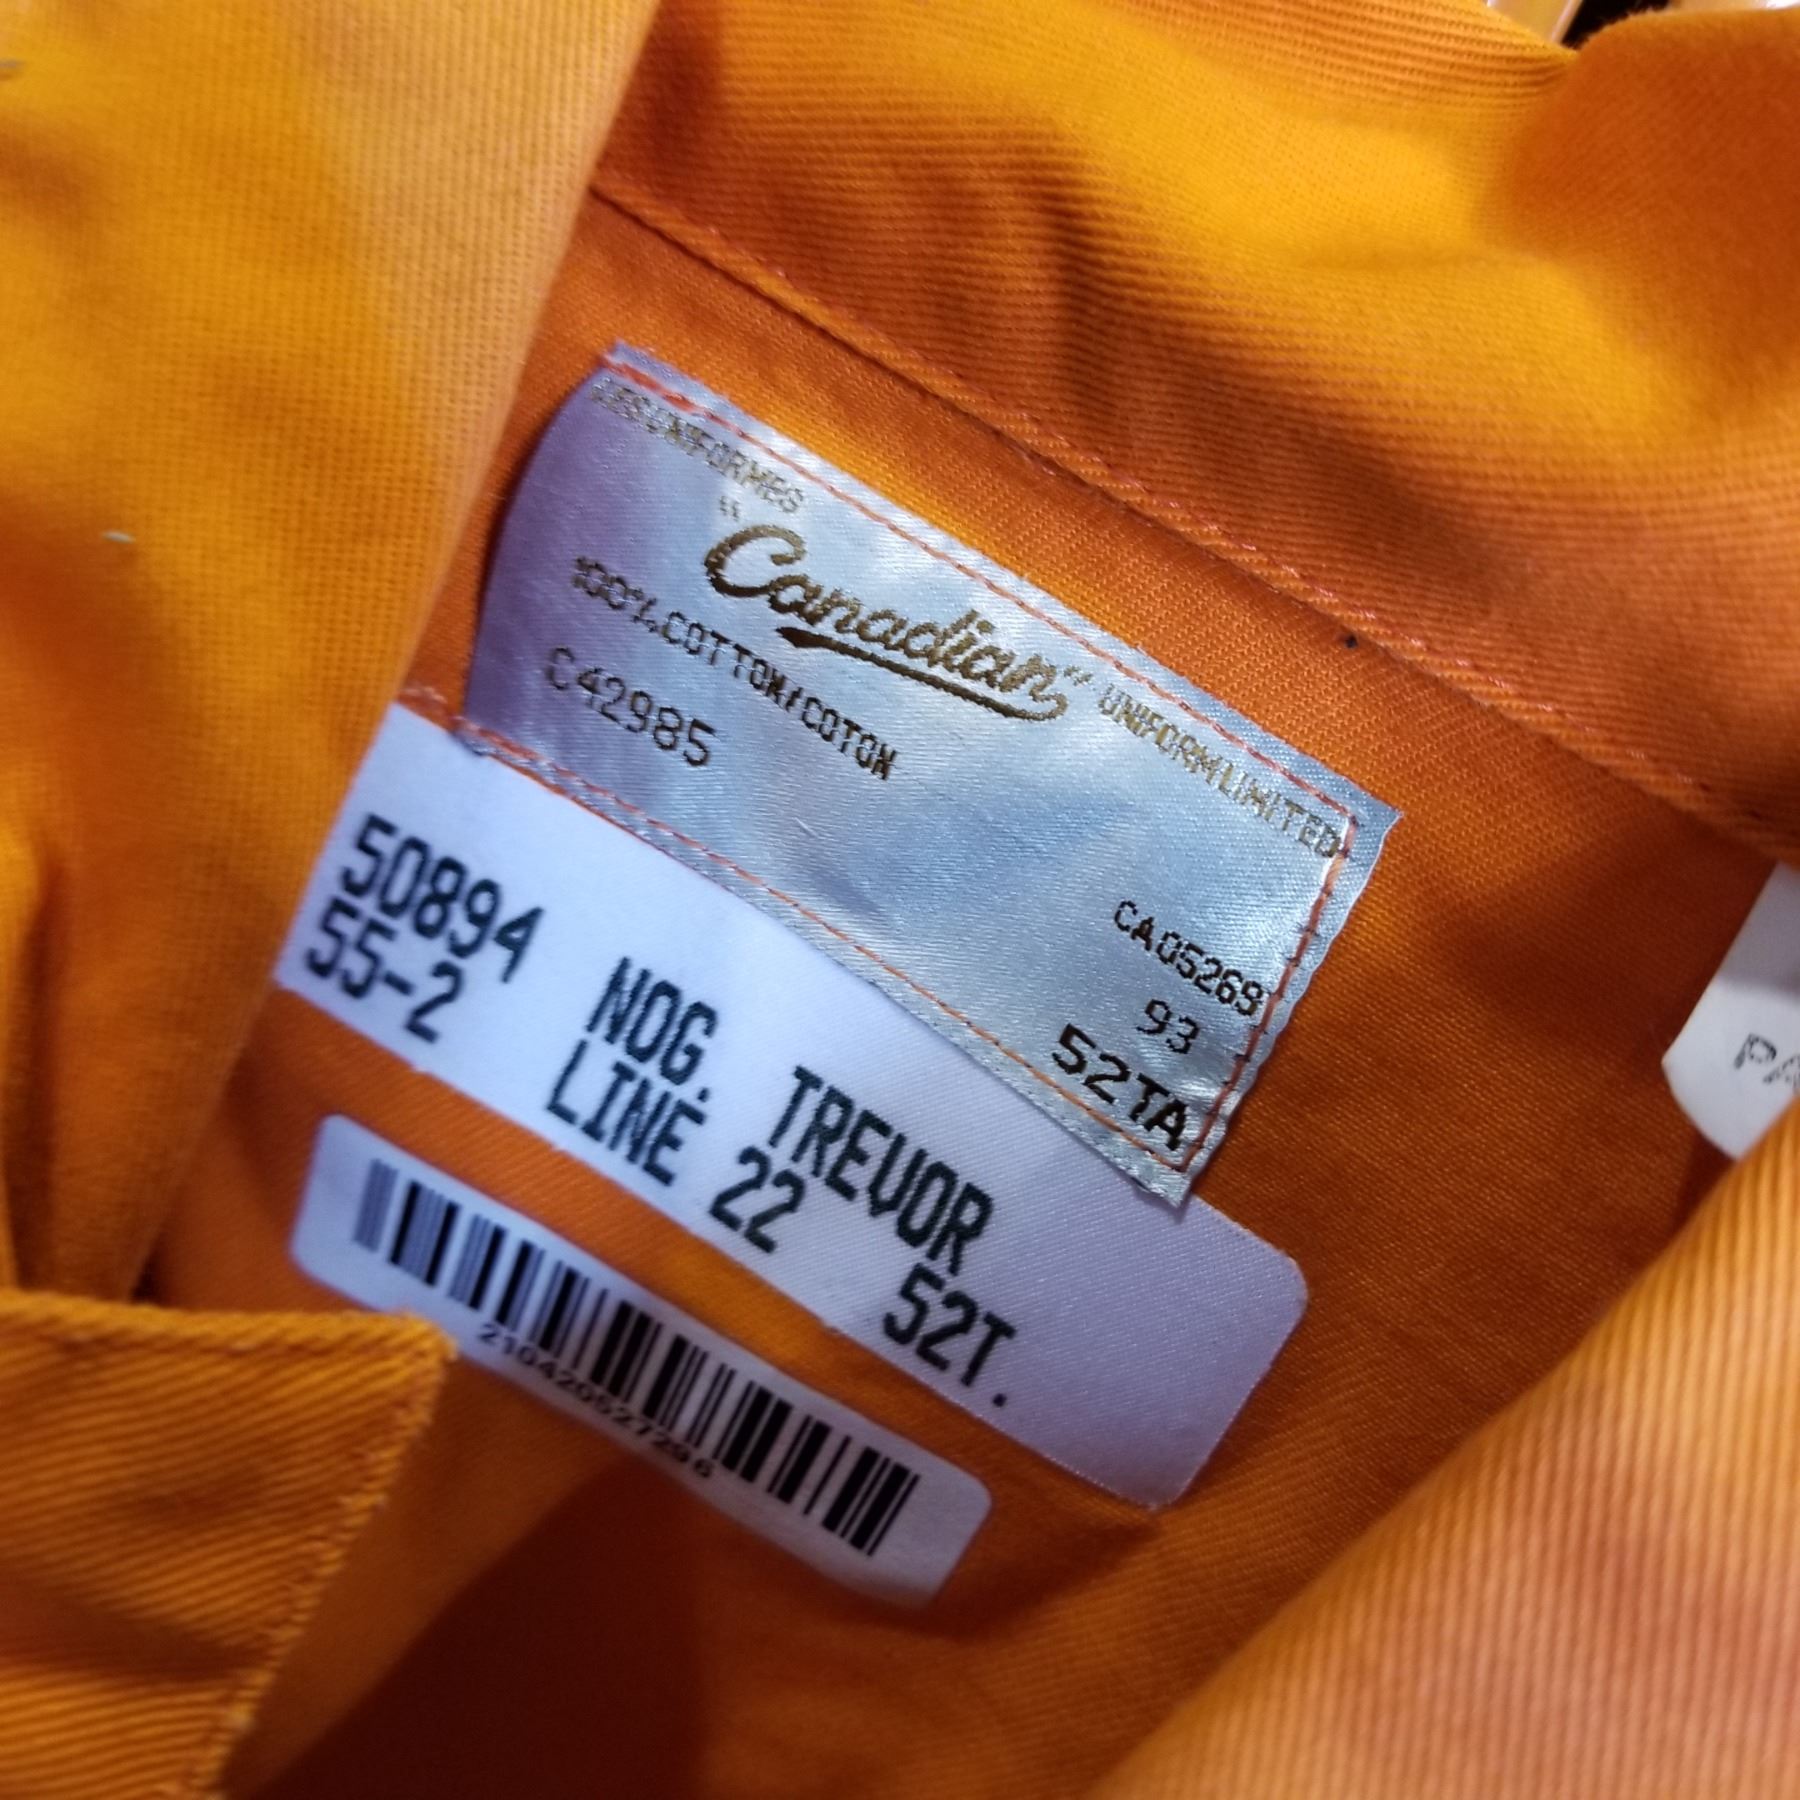 LES UNIFORMES
"Canadian" UNIFORM LIMITED
100% COTTON/COTON
C42985
CA05269
93
52TA
50894 NOG. TREVOR
55-2 LINE 22 52T.
210420527296